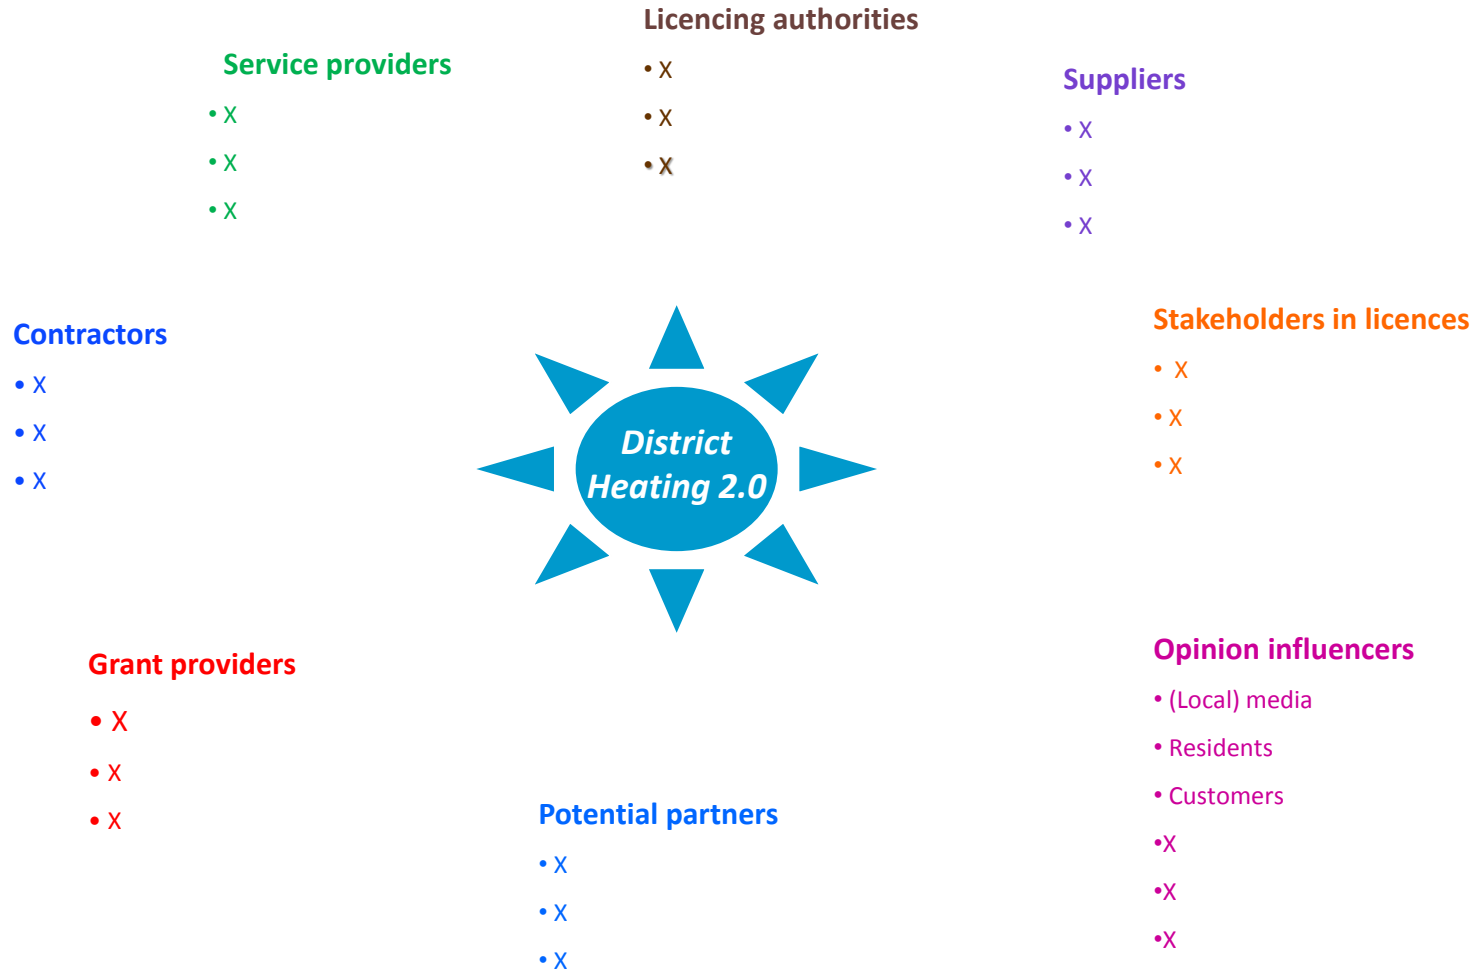 Licencing authorities
• X
• X
• X
Service providers
• X
• X
• X
Suppliers
• X
• X
• X
Contractors
• X
• X
• X
District
Heating 2.0
Stakeholders in licences
• X
• X
• X
Grant providers
• X
• X
• X
Potential partners
• X
• X
• X
Opinion influencers
• (Local) media
• Residents
• Customers
•X
•X
•X